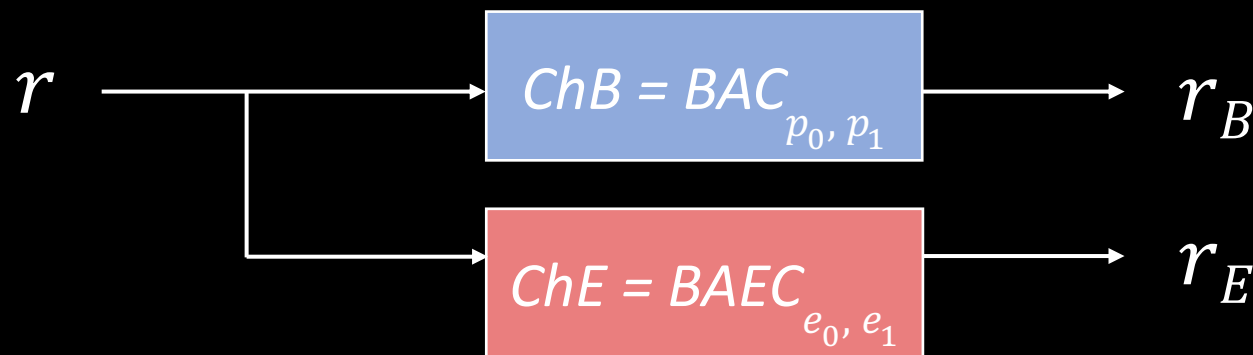 r
ChB = BAC_{p_0, p_1}
r_B
ChE = BAEC_{e_0, e_1}
r_E